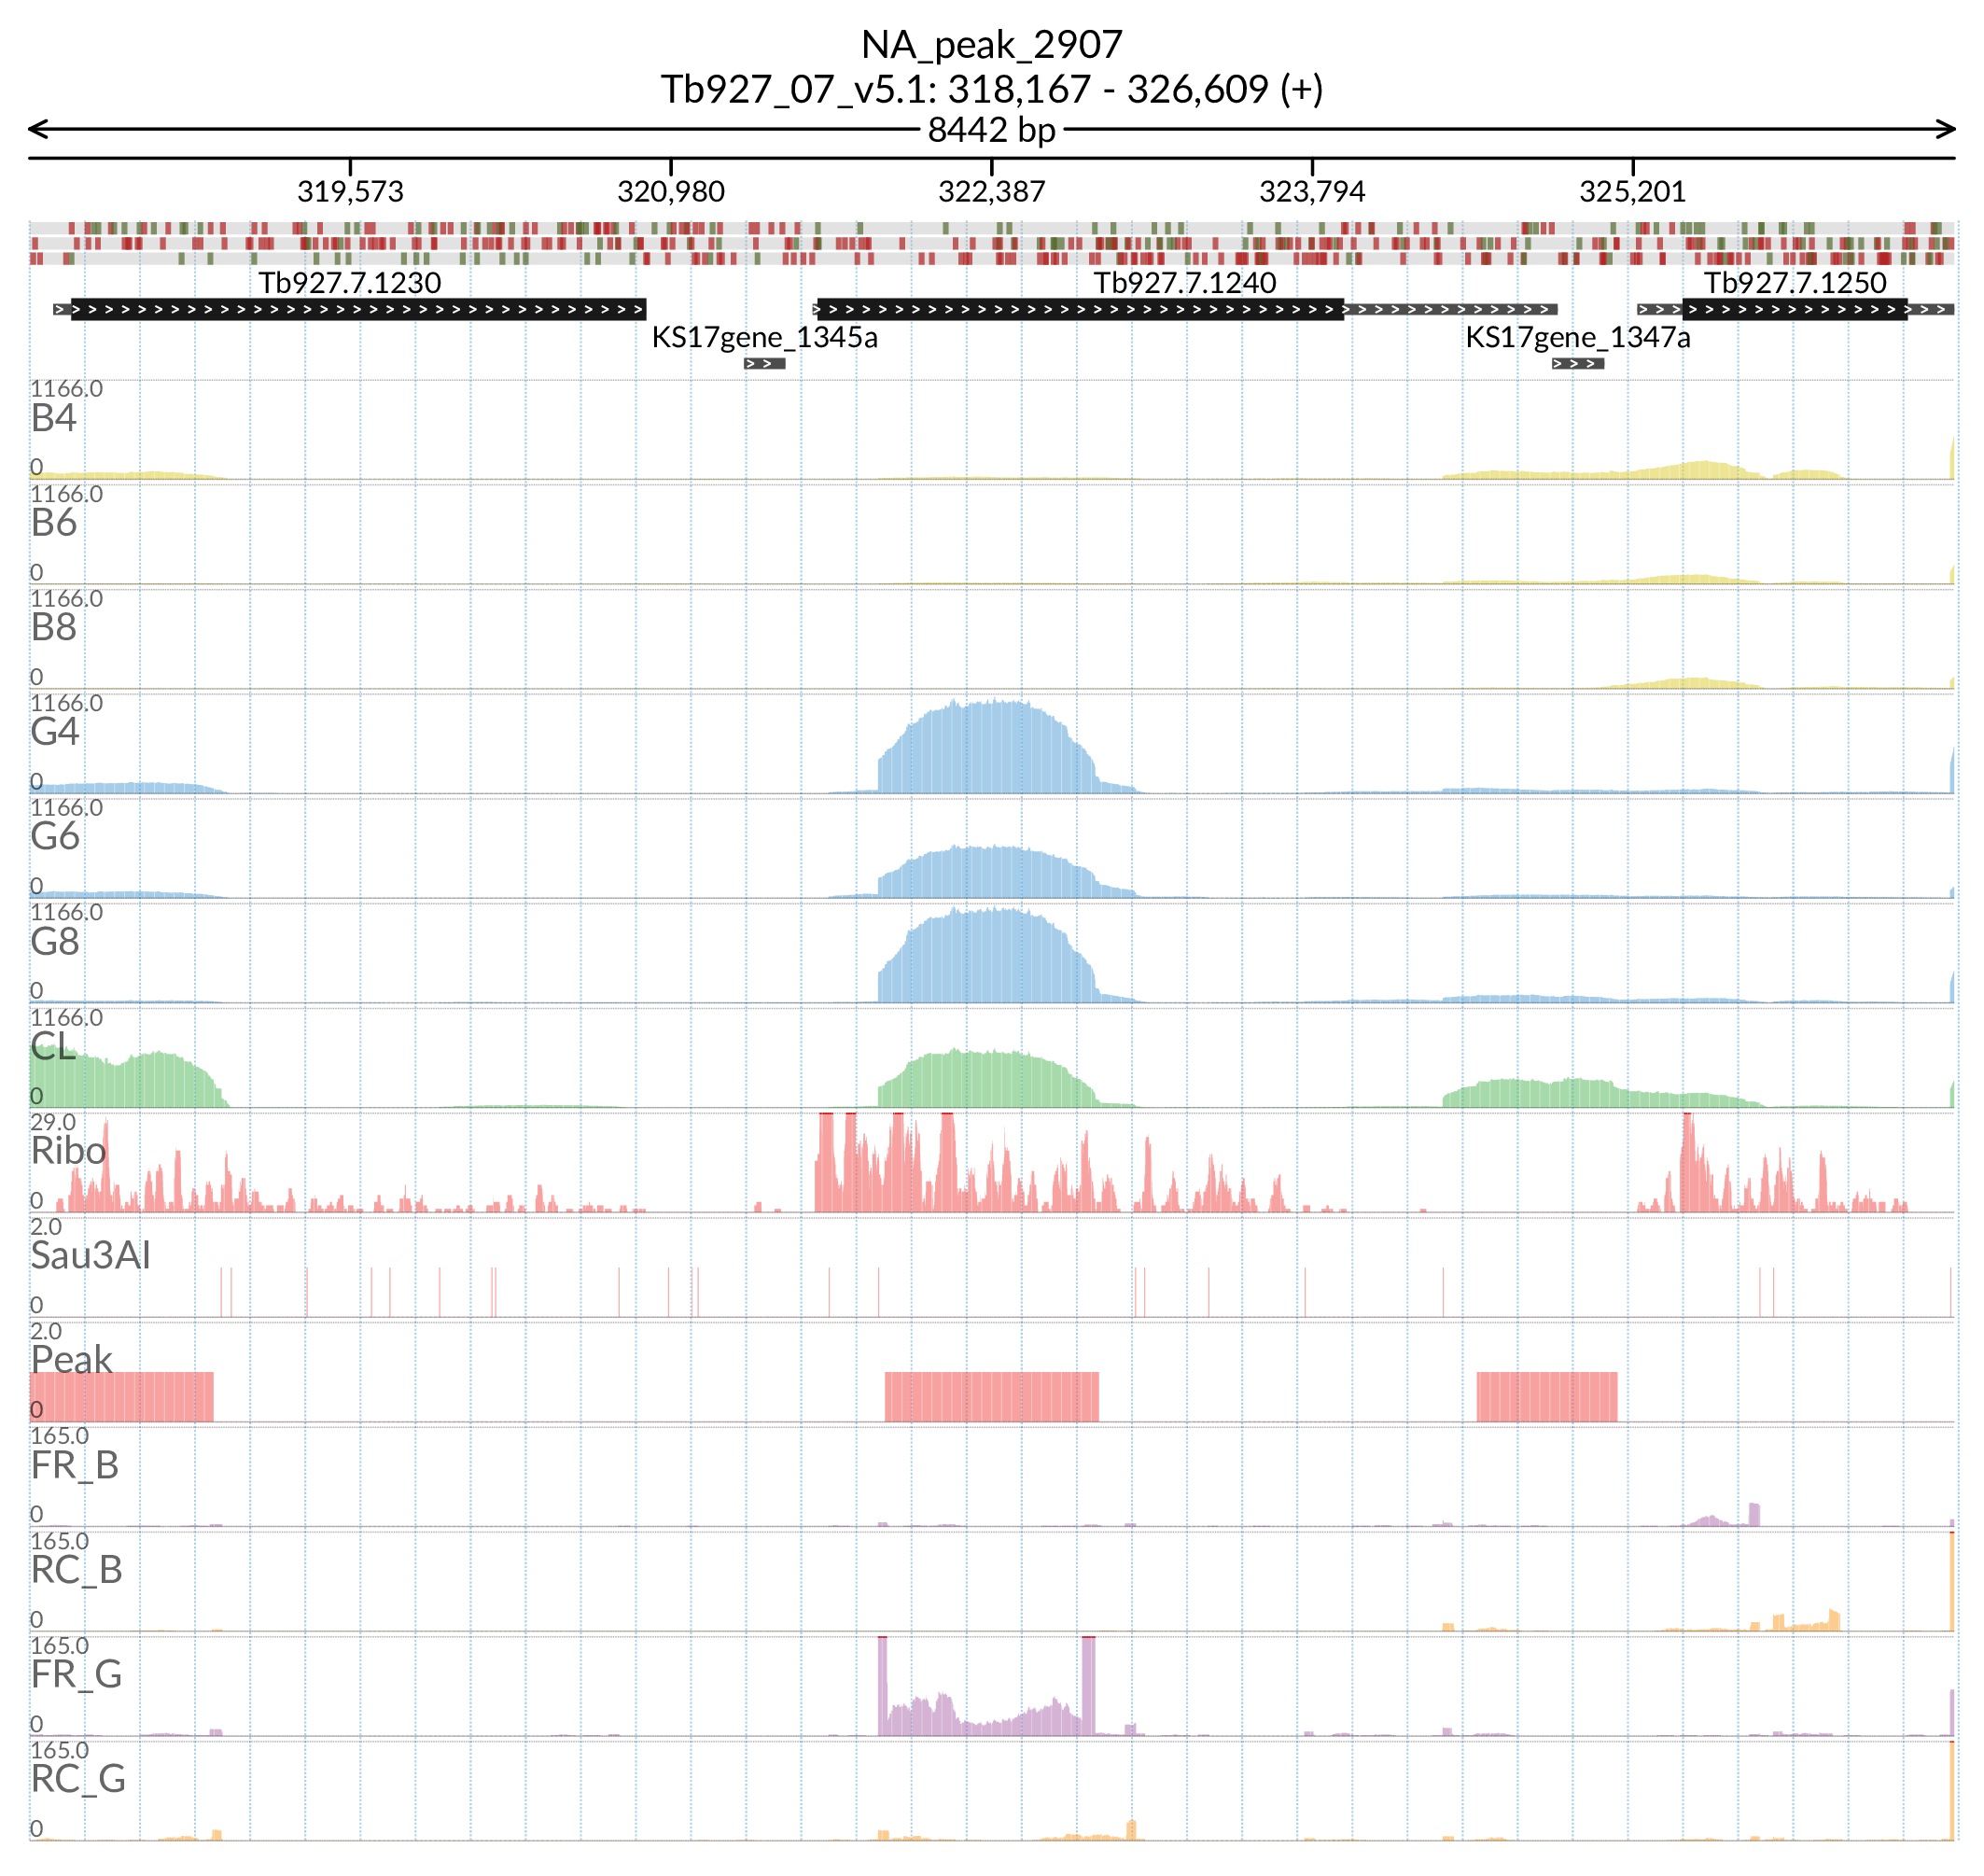 NA_peak_2907
Tb927_07_v5.1: 318,167 - 326,609 (+)
8442 bp
319,573 320,980 322,387 323,794 325,201
Tb927.7.1230 Tb927.7.1240 Tb927.7.1250
KS17gene_1345a KS17gene_1347a
1166.0
B4
0
1166.0
B6
0
1166.0
B8
0
1166.0
G4
0
1166.0
G6
0
1166.0
G8
0
1166.0
CL
0
29.0
Ribo
0
2.0
Sau3AI
0
2.0
Peak
0
165.0
FR_B
0
165.0
RC_B
0
165.0
FR_G
0
165.0
RC_G
0